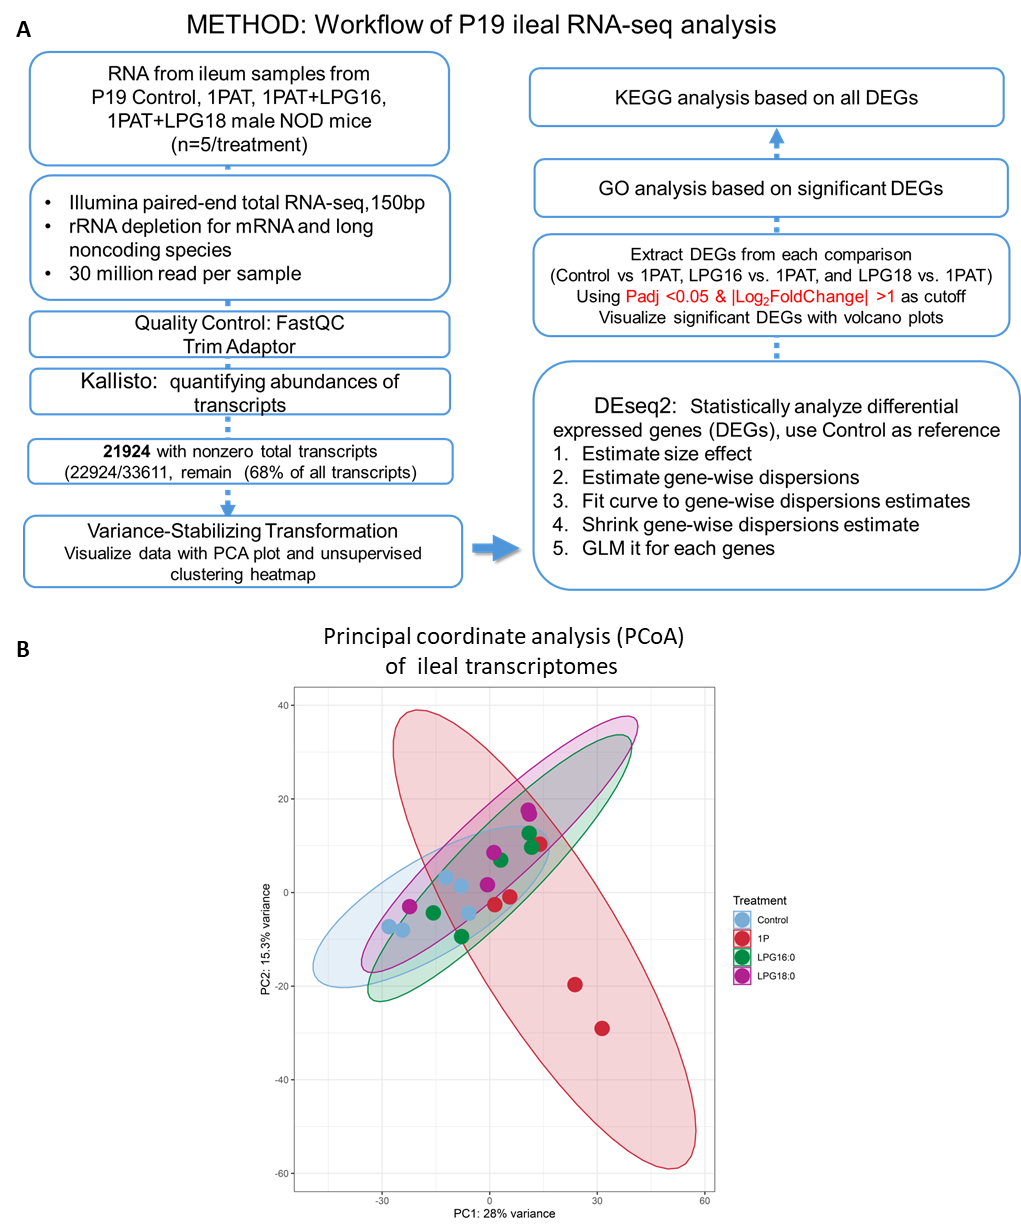 A
METHOD: Workflow of P19 ileal RNA-seq analysis
RNA from ileum samples from
P19 Control, 1PAT, 1PAT+LPG16,
1PAT+LPG18 male NOD mice
(n=5/treatment)
• Illumina paired-end total RNA-seq,150bp
• rRNA depletion for mRNA and long
noncoding species
• 30 million read per sample
Quality Control: FastQC
Trim Adaptor
Kallisto: quantifying abundances of
transcripts
21924 with nonzero total transcripts
(22924/33611, remain (68% of all transcripts)
Variance-Stabilizing Transformation
Visualize data with PCA plot and unsupervised
clustering heatmap
KEGG analysis based on all DEGs
GO analysis based on significant DEGs
Extract DEGs from each comparison
(Control vs 1PAT, LPG16 vs. 1PAT, and LPG18 vs. 1PAT)
Using Padj <0.05 & |Log₂FoldChange| >1 as cutoff
Visualize significant DEGs with volcano plots
DEseq2: Statistically analyze differential
expressed genes (DEGs), use Control as reference
1. Estimate size effect
2. Estimate gene-wise dispersions
3. Fit curve to gene-wise dispersions estimates
4. Shrink gene-wise dispersions estimate
5. GLM it for each genes
B
Principal coordinate analysis (PCoA)
of ileal transcriptomes
40
20
0
-20
-40
-60
PC2: 15.3% variance
-30
0
30
60
PC1: 28% variance
Treatment
Control
1P
LPG16:0
LPG18:0